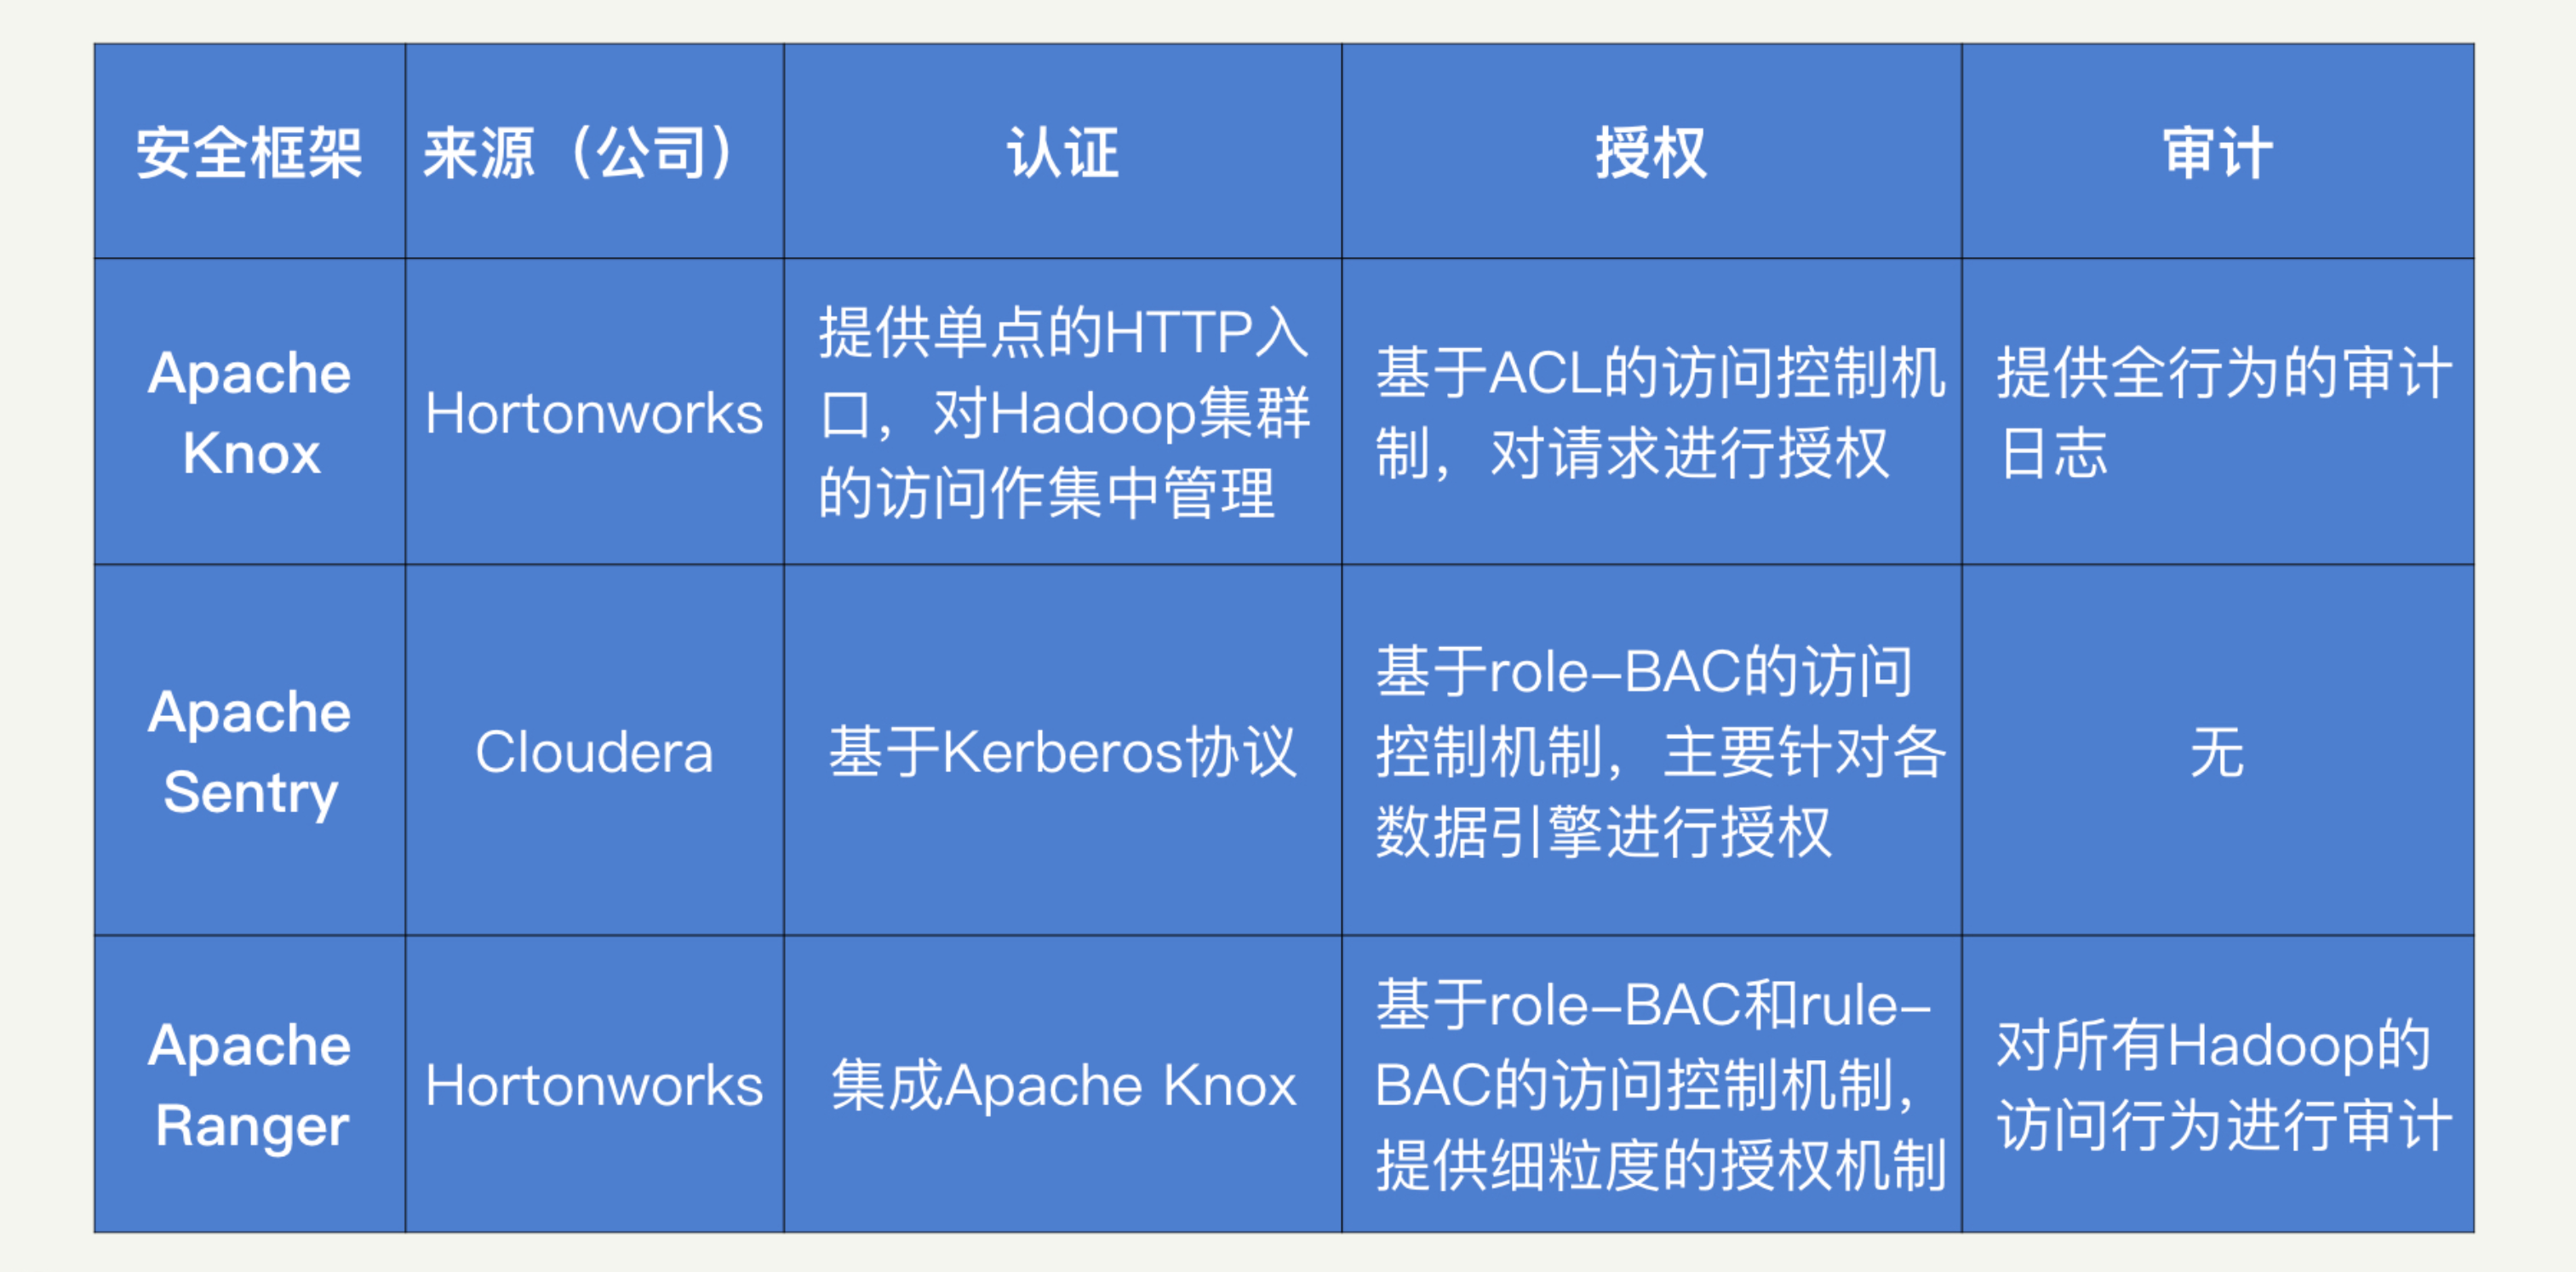 安全框架
来源（公司）
认证
授权
审计
Apache
Knox
Hortonworks
提供单点的HTTP入
口，对Hadoop集群
的访问作集中管理
基于ACL的访问控制机
制，对请求进行授权
提供全行为的审计
日志
Apache
Sentry
Cloudera
基于Kerberos协议
基于role-BAC的访问
控制机制，主要针对各
数据引擎进行授权
无
Apache
Ranger
Hortonworks
集成Apache Knox
基于role-BAC和rule-
BAC的访问控制机制，
提供细粒度的授权机制
对所有Hadoop的
访问行为进行审计